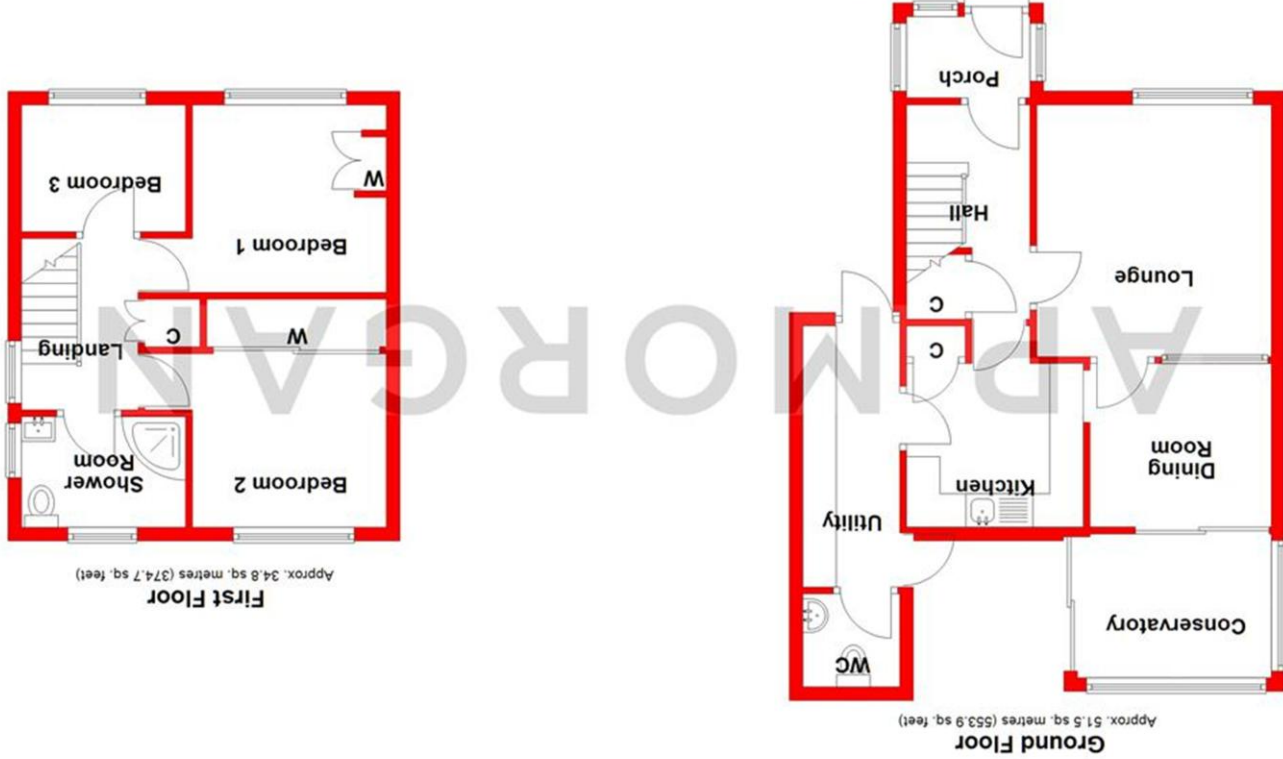 Ground Floor
Approx. 51.5 sq. metres (553.9 sq. feet)
Conservatory
WC
Utility
Kitchen
Dining
Room
C
Lounge
C
Hall
Porch
First Floor
Approx. 34.8 sq. metres (374.7 sq. feet)
Bedroom 2
Shower
Room
Landing
W
C
Bedroom 1
W
Bedroom 3
AP MORGAN